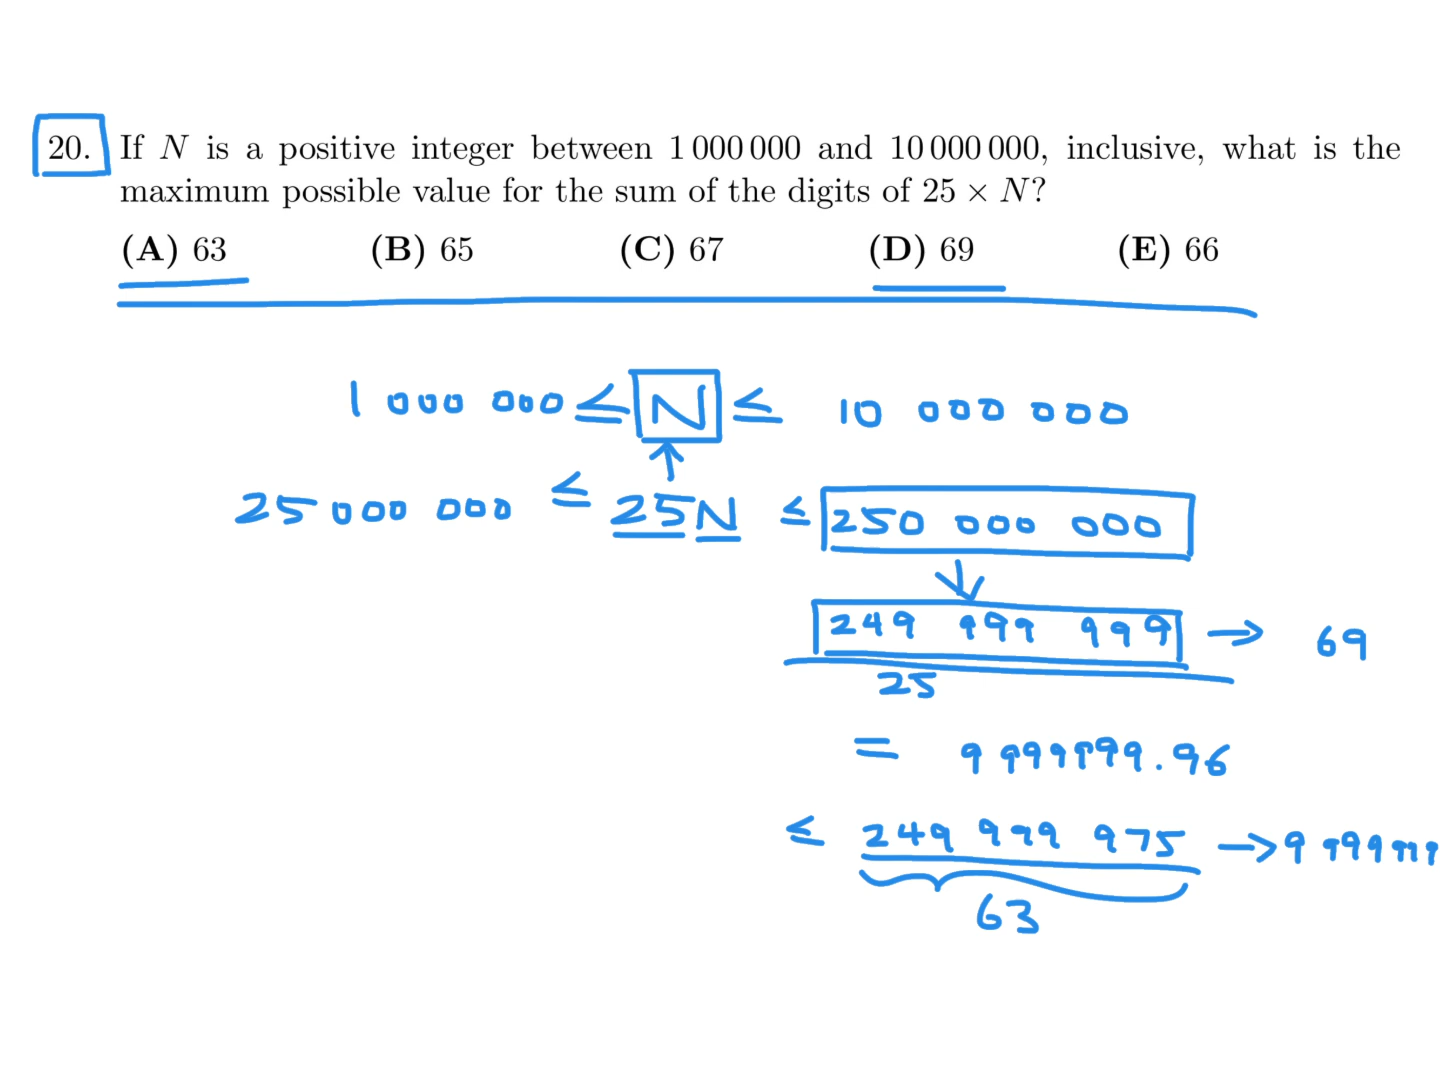 20. If N is a positive integer between 1 000 000 and 10 000 000, inclusive, what is the
maximum possible value for the sum of the digits of 25 × N?
(A) 63 (B) 65 (C) 67 (D) 69 (E) 66
1 000 000 ≤ N ≤ 10 000 000
↑
25 000 000 ≤ 25N ≤ 250 000 000
↓
249 999 999 → 69
25
= 9 999999.96
≤ 249 999 975 → 9 999999
63